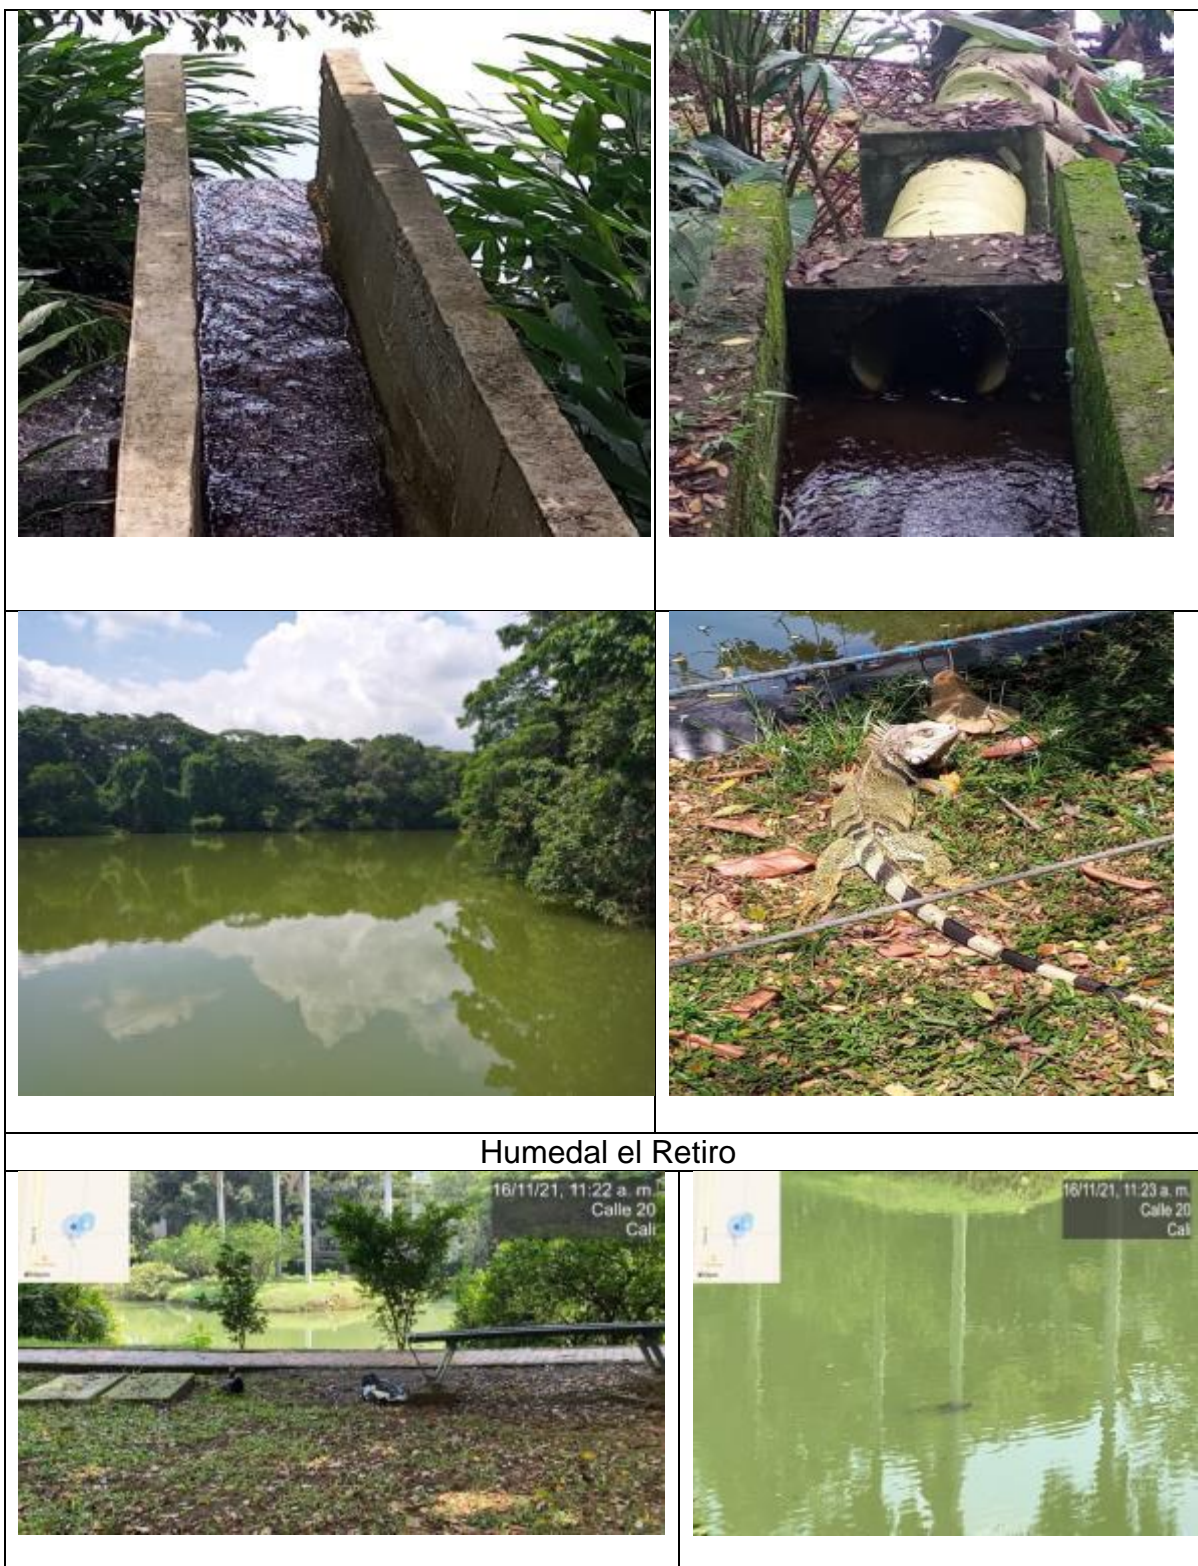 Humedal el Retiro
16/11/21, 11:22 a. m.
Calle 20
Cali
16/11/21, 11:23 a. m.
Calle 20
Cali